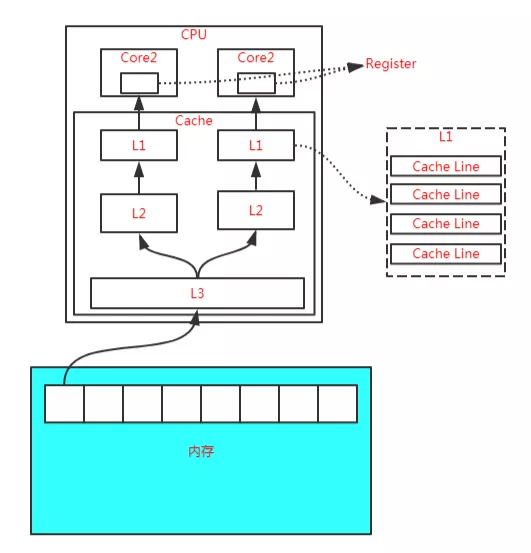 CPU
Core2
Core2
Register
Cache
L1
L1
L2
L2
L3
L1
Cache Line
Cache Line
Cache Line
Cache Line
内存